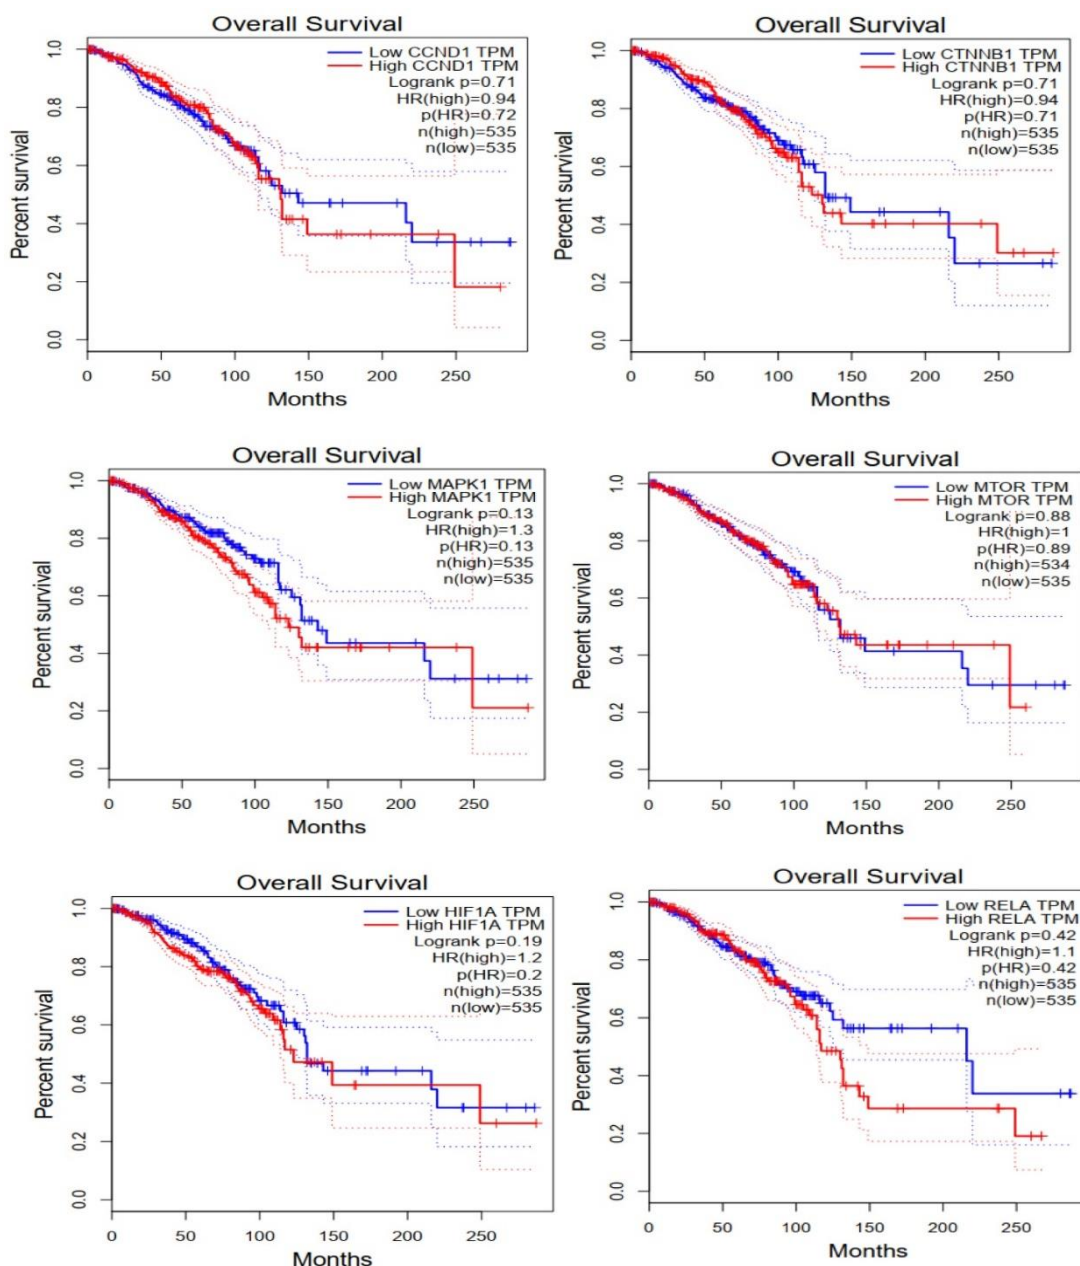 Overall Survival
Low CCND1 TPM
High CCND1 TPM
Logrank p=0.71
HR(high)=0.94
p(HR)=0.72
n(high)=535
n(low)=535
Percent survival
1.0
0.8
0.6
0.4
0.2
0.0
0 50 100 150 200 250
Months
Overall Survival
Low CTNNB1 TPM
High CTNNB1 TPM
Logrank p=0.71
HR(high)=0.94
p(HR)=0.71
n(high)=535
n(low)=535
Percent survival
1.0
0.8
0.6
0.4
0.2
0.0
0 50 100 150 200 250
Months
Overall Survival
Low MAPK1 TPM
High MAPK1 TPM
Logrank p=0.13
HR(high)=1.3
p(HR)=0.13
n(high)=535
n(low)=535
Percent survival
1.0
0.8
0.6
0.4
0.2
0.0
0 50 100 150 200 250
Months
Overall Survival
Low MTOR TPM
High MTOR TPM
Logrank p=0.88
HR(high)=1
p(HR)=0.89
n(high)=534
n(low)=535
Percent survival
1.0
0.8
0.6
0.4
0.2
0.0
0 50 100 150 200 250
Months
Overall Survival
Low HIF1A TPM
High HIF1A TPM
Logrank p=0.19
HR(high)=1.2
p(HR)=0.2
n(high)=535
n(low)=535
Percent survival
1.0
0.8
0.6
0.4
0.2
0.0
0 50 100 150 200 250
Months
Overall Survival
Low RELA TPM
High RELA TPM
Logrank p=0.42
HR(high)=1.1
p(HR)=0.42
n(high)=535
n(low)=535
Percent survival
1.0
0.8
0.6
0.4
0.2
0.0
0 50 100 150 200 250
Months